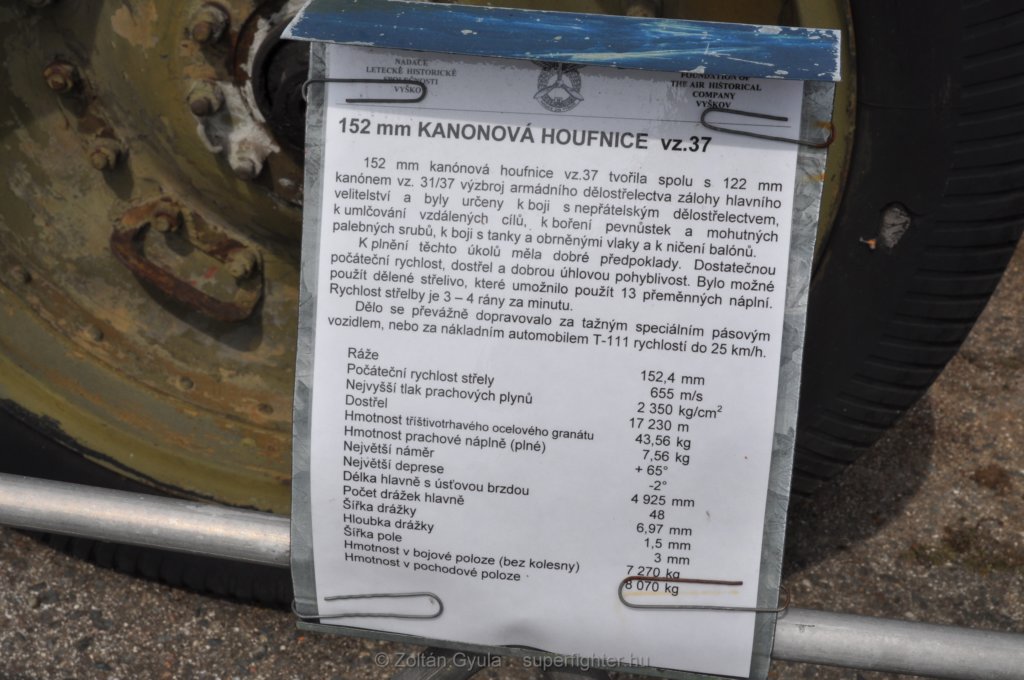 NADACE
LETECKÉ HISTORICKÉ
SPOLEČNOSTI
VYŠKOV
FOUNDATION OF
THE AIR HISTORICAL
COMPANY
VYŠKOV
152 mm KANONOVÁ HOUFNICE vz.37
152 mm kanónová houfnice vz.37 tvořila spolu s 122 mm
kanónem vz. 31/37 výzbroj armádního dělostřelectva zálohy hlavního
velitelství a byly určeny k boji s nepřátelským dělostřelectvem,
k umlčování vzdálených cílů, k boření pevnůstek a mohutných
palebných srubů, k boji s tanky a obrněnými vlaky a k ničení balónů.
K plnění těchto úkolů měla dobré předpoklady. Dostatečnou
počáteční rychlost, dostřel a dobrou úhlovou pohyblivost. Bylo možné
použít dělené střelivo, které umožnilo použít 13 přeměnných náplní.
Rychlost střelby je 3 – 4 rány za minutu.
Dělo se převážně dopravovalo za tažným speciálním pásovým
vozidlem, nebo za nákladním automobilem T-111 rychlostí do 25 km/h.
Ráže 152,4 mm
Počáteční rychlost střely 655 m/s
Nejvyšší tlak prachových plynů 2 350 kg/cm²
Dostřel 17 230 m
Hmotnost tříštivotrhavého ocelového granátu 43,56 kg
Hmotnost prachové náplně (plné) 7,56 kg
Největší náměr + 65°
Největší deprese -2°
Délka hlavně s úsťovou brzdou 4 925 mm
Počet drážek hlavně 48
Šířka drážky 6,97 mm
Hloubka drážky 1,5 mm
Šířka pole 3 mm
Hmotnost v bojové poloze (bez kolesny) 7 270 kg
Hmotnost v pochodové poloze 8 070 kg
© Zoltán Gyula - superfighter.hu